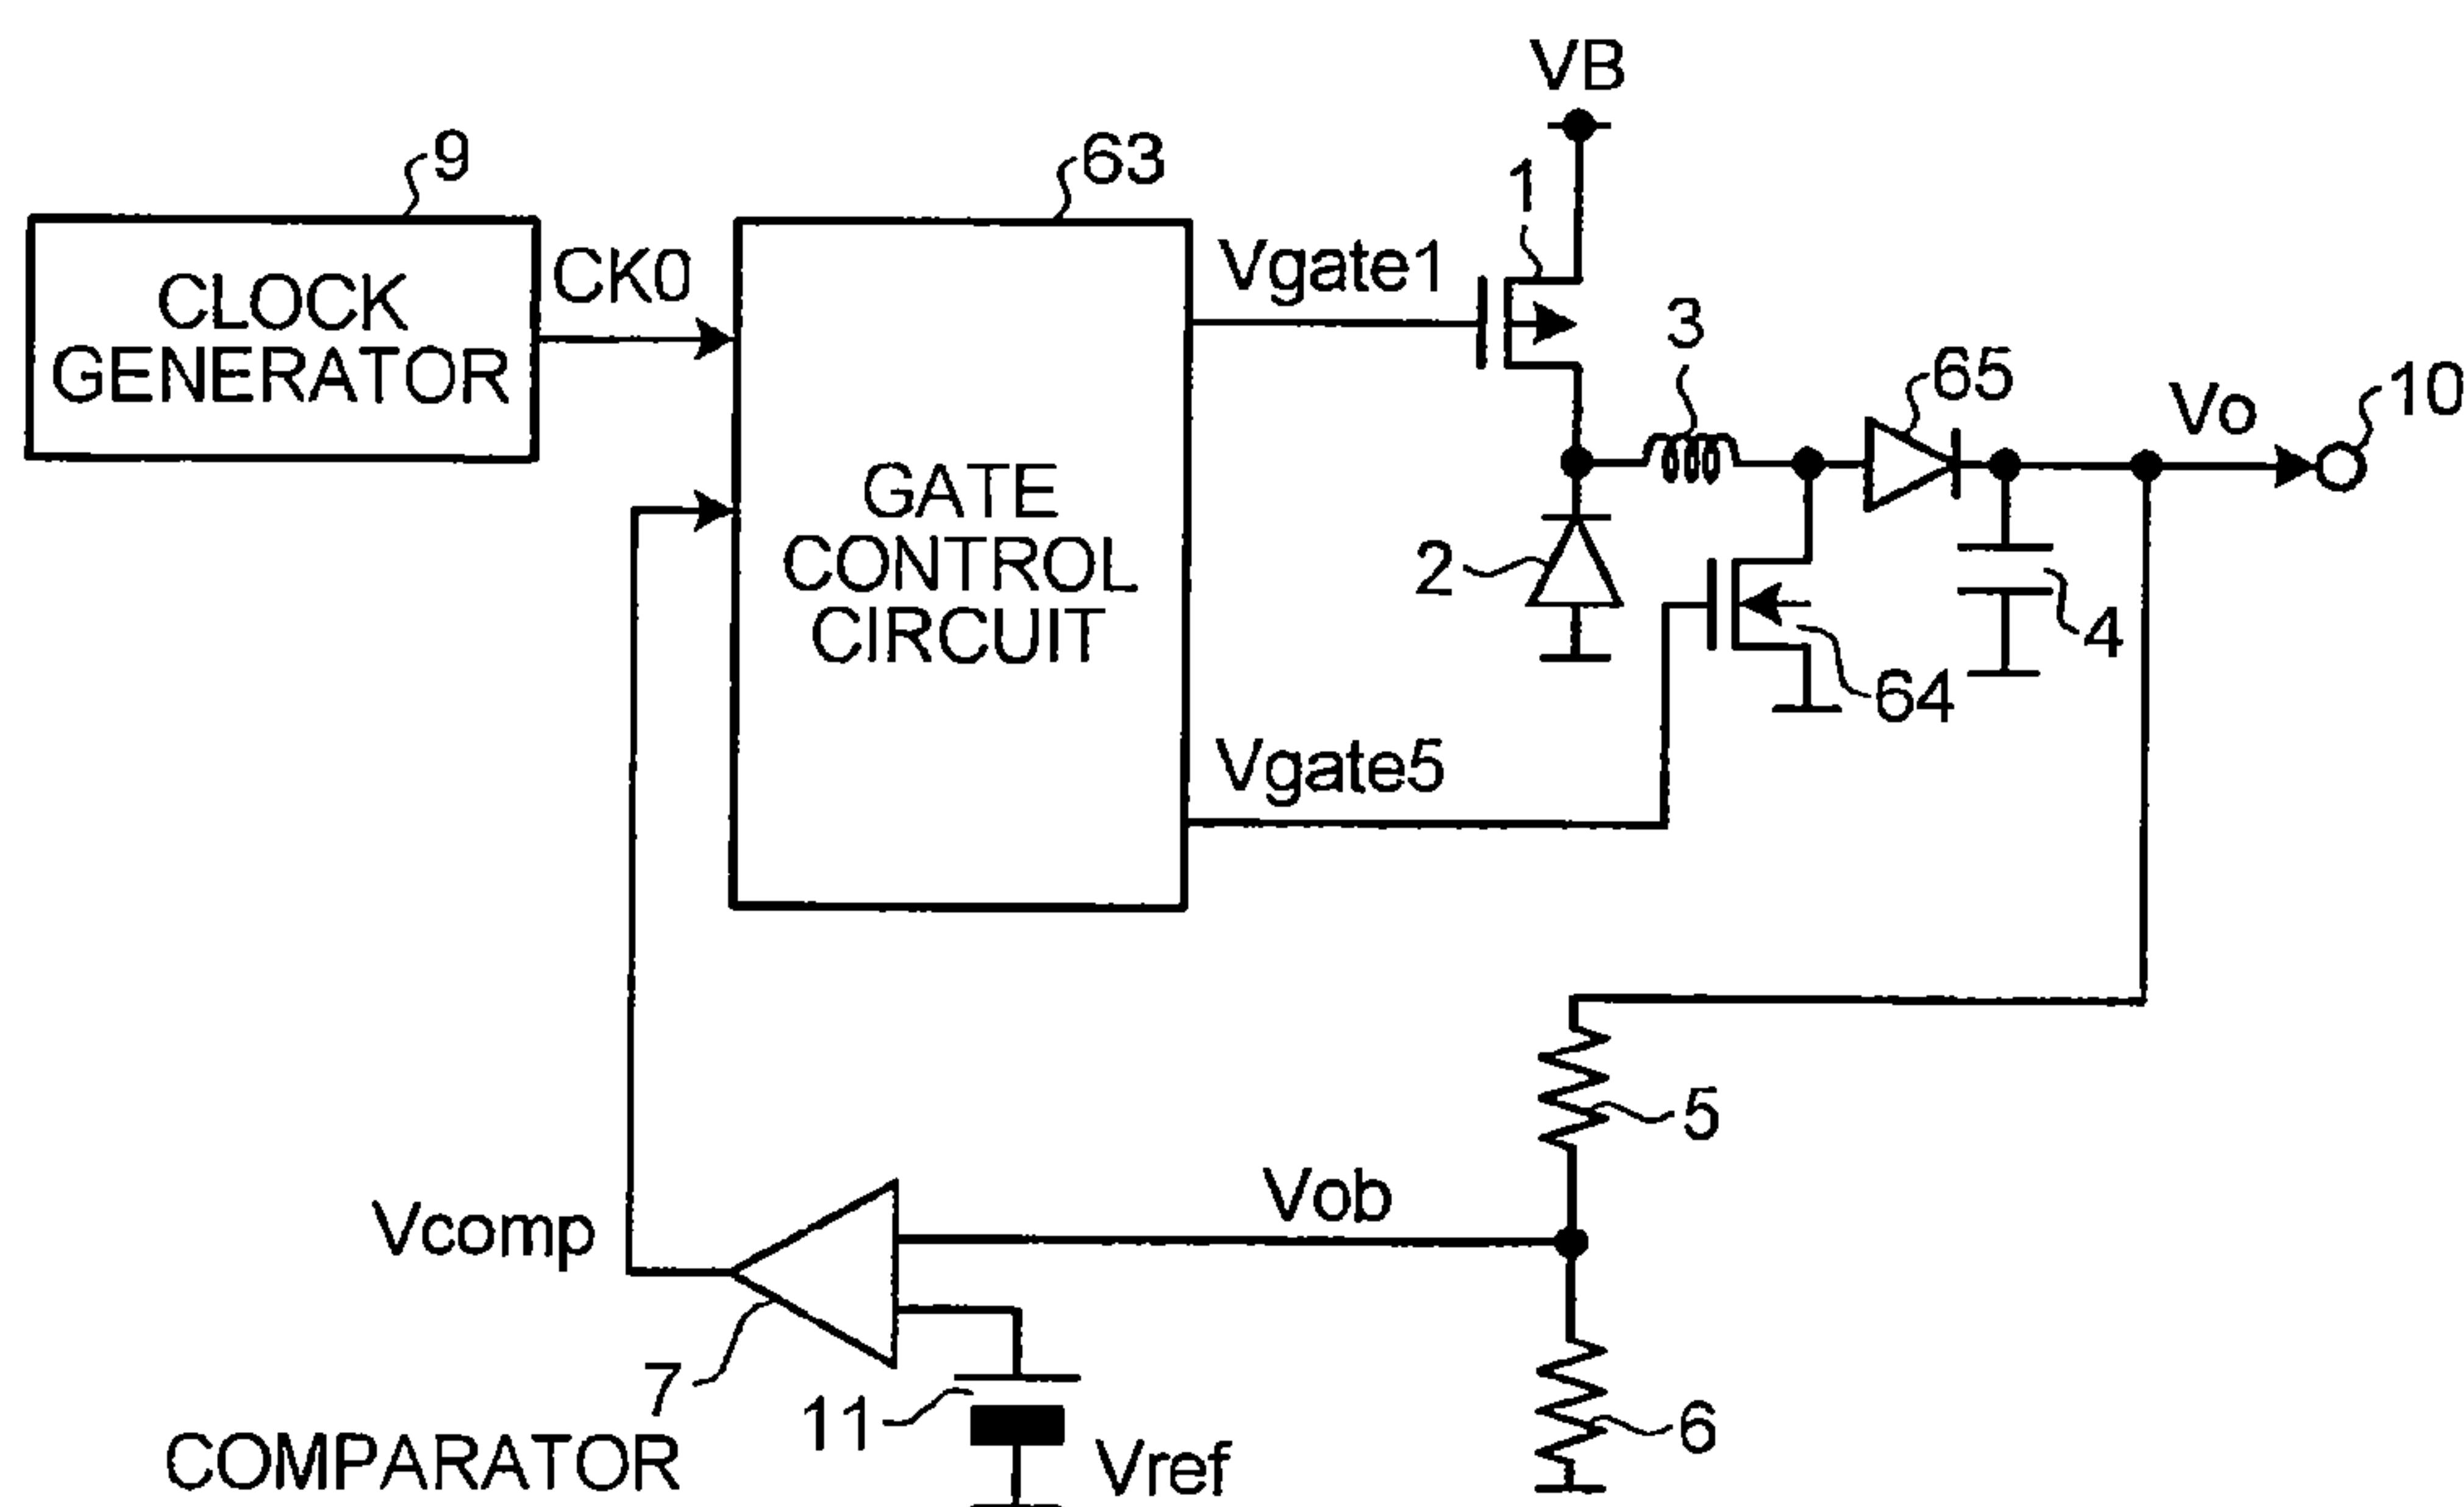 VB
9
63
1
CK0
Vgate1
CLOCK
GENERATOR
3
65
Vo
10
GATE
CONTROL
CIRCUIT
2
4
64
Vgate5
5
Vob
Vcomp
7
11
6
COMPARATOR
Vref